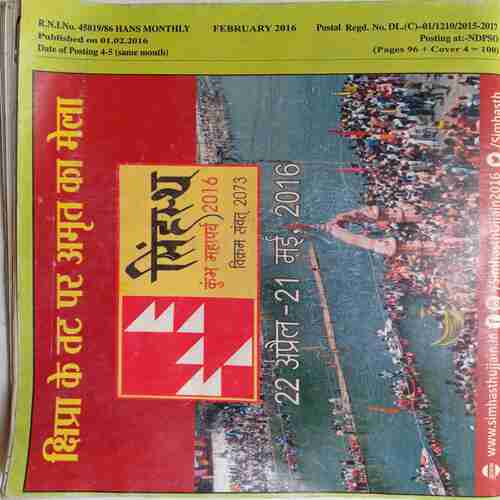 R.N.I.No. 45019/86 HANS MONTHLY
FEBRUARY 2016
Postal Regd. No. DL.(C)-01/1210/2015-2017
Published on 01.02.2016
Posting at:-NDPSO
Date of Posting 4-5 (same month)
(Pages 96 + Cover 4 = 100)
क्षिप्रा के तट पर अमृत का मेला
सिंहस्थ
कुंभ महापर्व 2016
विक्रम संवत् 2073
22 अप्रैल - 21 मई 2016
www.simhasthujjain.in
/simhasth